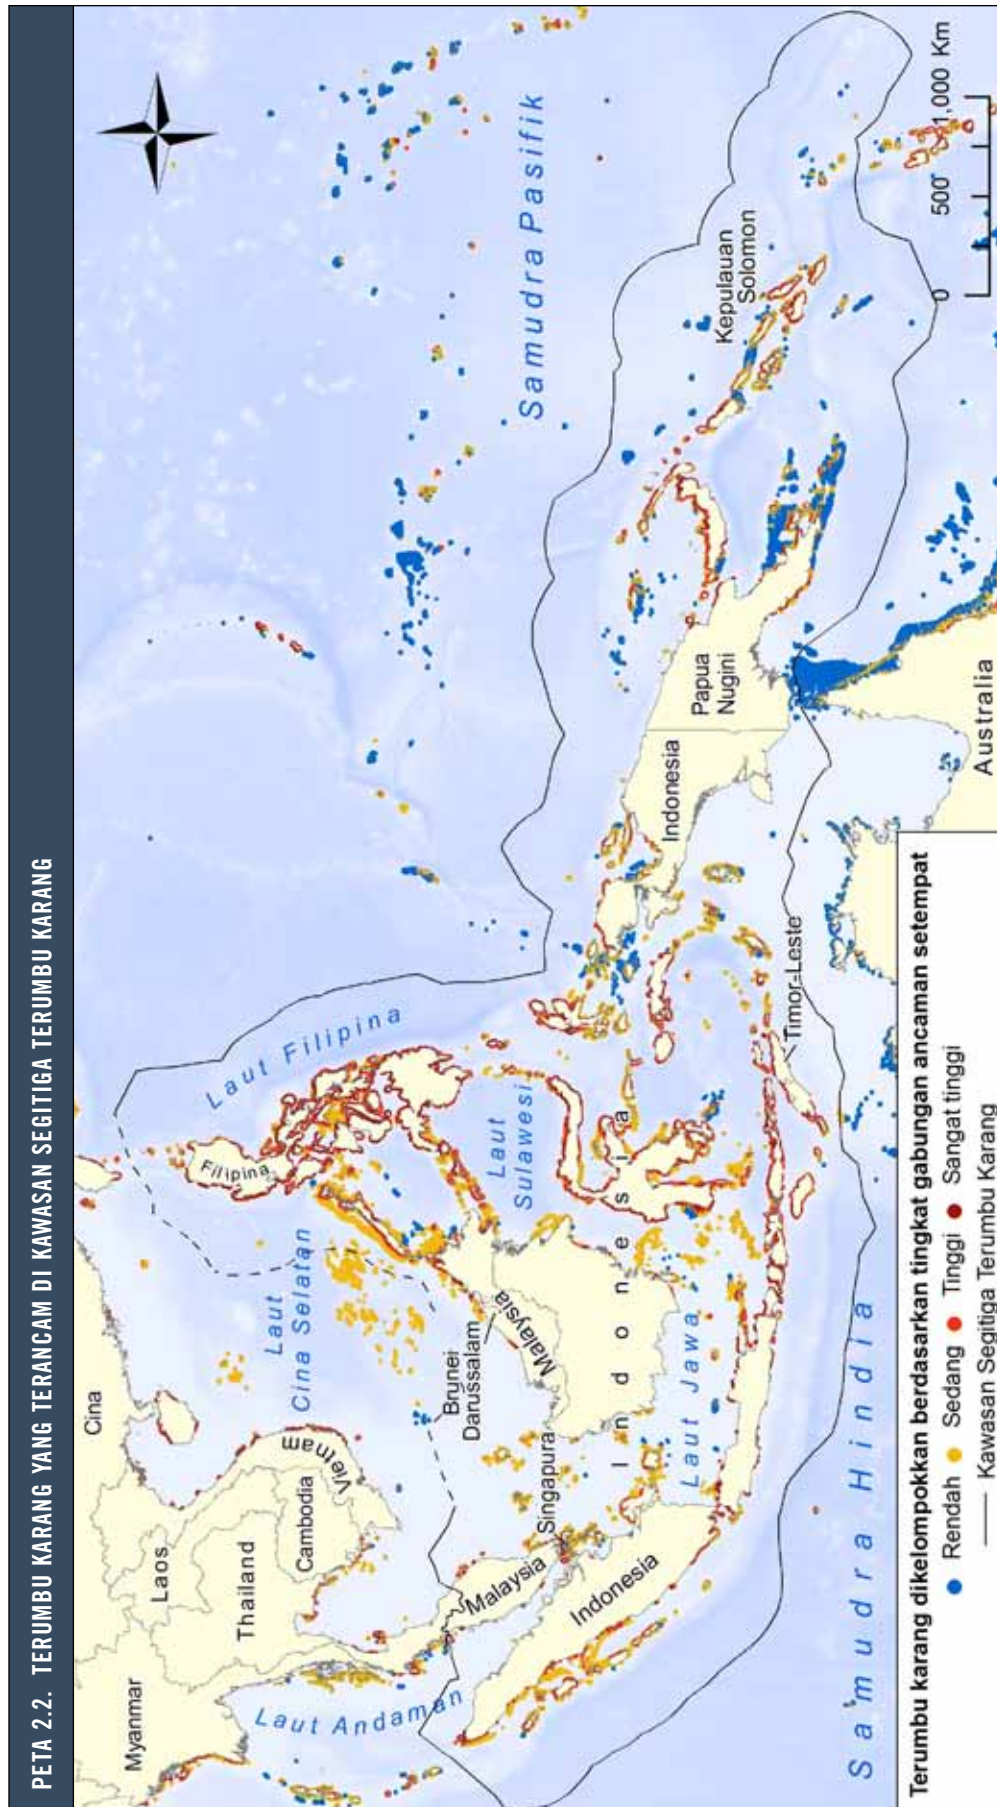 PETA 2.2. TERUMBU KARANG YANG TERANCAM DI KAWASAN SEGITIGA TERUMBU KARANG
Myanmar
Laos
Cina
Thailand
Vietnam
Cambodia
Laut Andaman
Laut
Cina Selatan
Filipina
Laut Filipina
Samudra Pasifik
Brunei
Darussalam
Malaysia
Malaysia
Singapura
Laut
Sulawesi
Indonesia
Indonesia
Laut Jawa
Indonesia
Papua
Nugini
Kepulauan
Solomon
Timor-Leste
Samudra Hindia
Australia
0 500 1,000 Km
Terumbu karang dikelompokkan berdasarkan tingkat gabungan ancaman setempat
Rendah Sedang Tinggi Sangat tinggi
Kawasan Segitiga Terumbu Karang